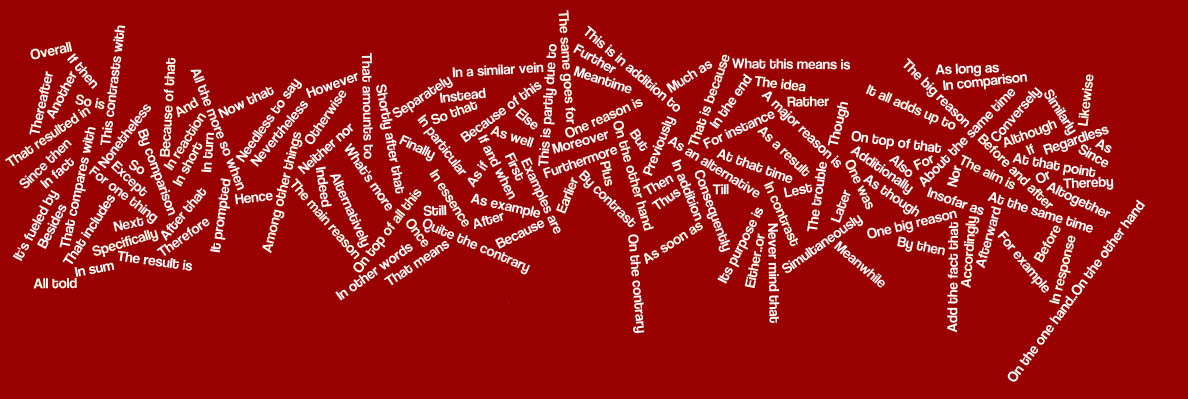 Overall
If then
Thereafter
Another
So
That resulted in
is
This contrasts with
Since then
In fact
It's fueled by
Besides
That compares with
Nonetheless
For one thing
Except
So
By comparison
That includes
Next
Specifically
After that
Therefore
The result is
In sum
All told
Because of that
And
In reaction
In short
In turn
All the more so when
Now that
It prompted
Hence
Needless to say
Nevertheless
However
Otherwise
Among other things
Neither nor
The main reason
Indeed
Alternatively
What's more
That amounts to
Shortly after that
On top of all this
In other words
That means
Once
Still
Quite the contrary
Finally
Separately
In a similar vein
Instead
So that
In particular
In essence
Because of this
As well
As if
If and when
First
Else
As example
After
Because
Examples are
This is partly due to
The same goes for
This is in addition to
Further
Meantime
One reason is
Moreover
Furthermore
Earlier
By contrast
Plus
On the other hand
But
Previously
Much as
On the contrary
What this means is
That is because
In the end
The idea
Rather
A major reason is
For instance
As a result
As an alternative
At that time
Then
Thus
In addition
Consequently
Till
As soon as
Its purpose is
Either..or
In contrast
Never mind that
Lest
The trouble
Though
One was
Later
Simultaneously
Meanwhile
It all adds up to
The big reason
As long as
In comparison
On top of that
Additionally
Also
For
As though
About the same time
Conversely
Similarly
Likewise
Although
If
Regardless
As
Since
Before and after
At that point
Or
Thereby
Altogether
The aim is
Nor
Insofar as
At the same time
One big reason
By then
Add the fact that
Accordingly
Afterward
For example
Before
In response
On the one hand..On the other hand